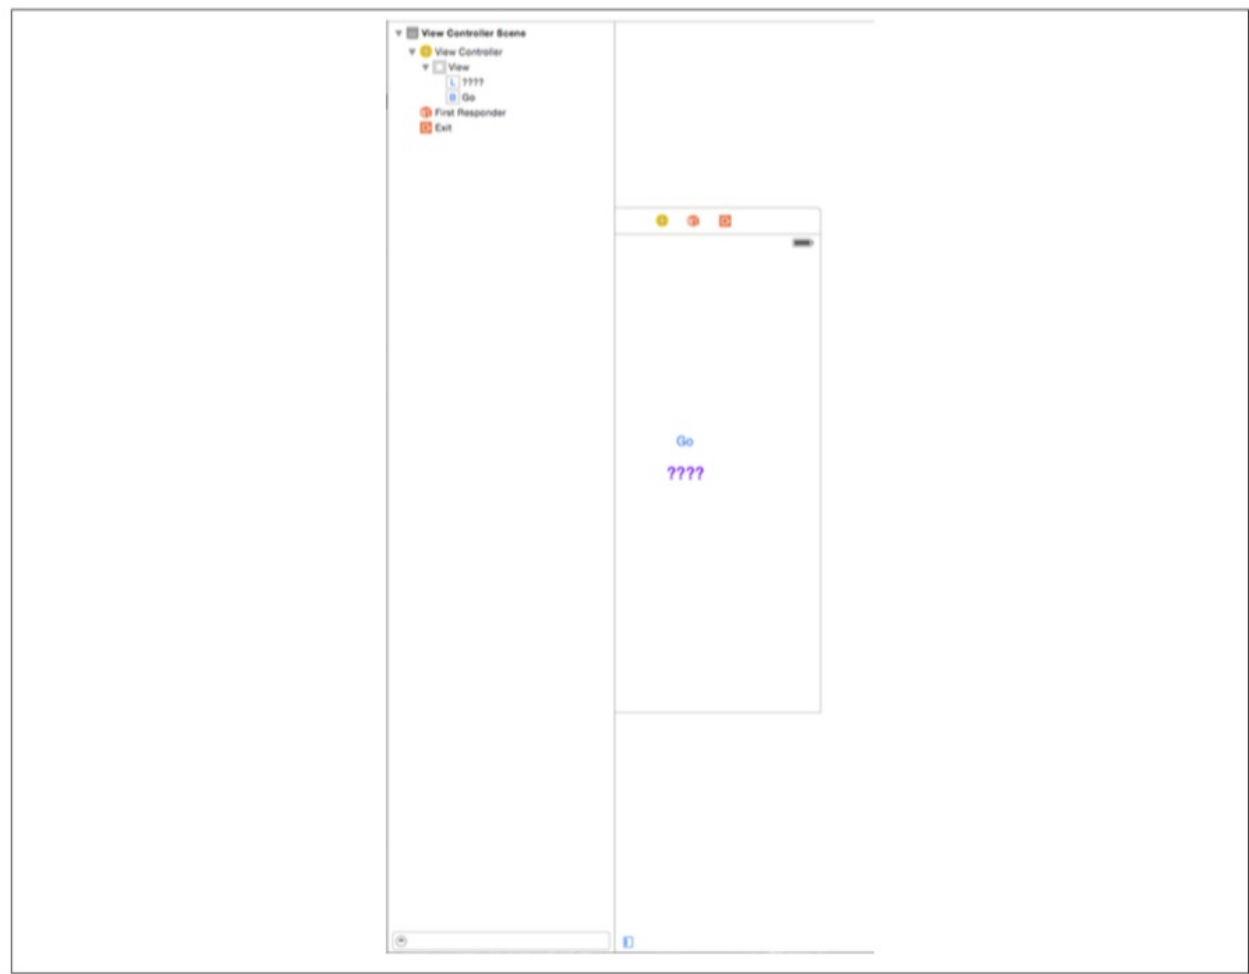 View Controller Scene
View Controller
View
L ????
B Go
First Responder
Exit
Go
????